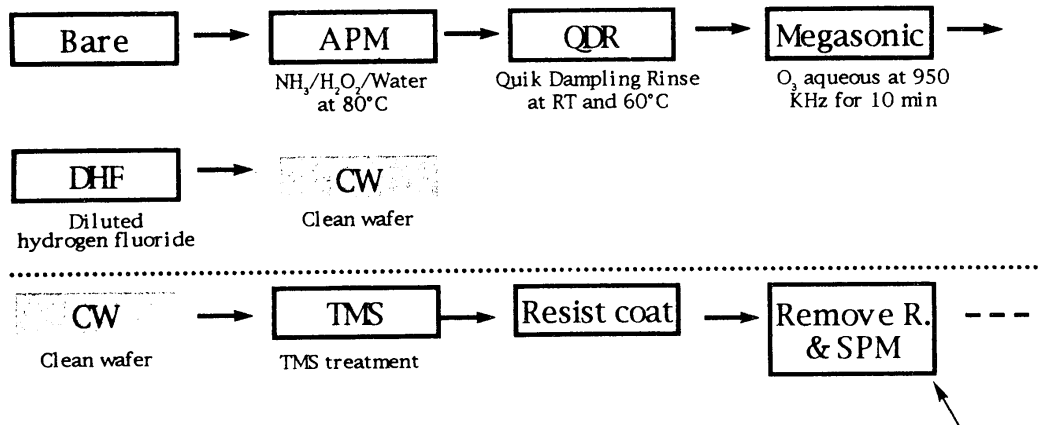 Bare
APM
QDR
Megasonic
NH₃/H₂O₂/Water
at 80°C
Quik Dampling Rinse
at RT and 60°C
O₃ aqueous at 950
KHz for 10 min
DHF
CW
Diluted
hydrogen fluoride
Clean wafer
CW
TMS
Resist coat
Remove R.
& SPM
Clean wafer
TMS treatment